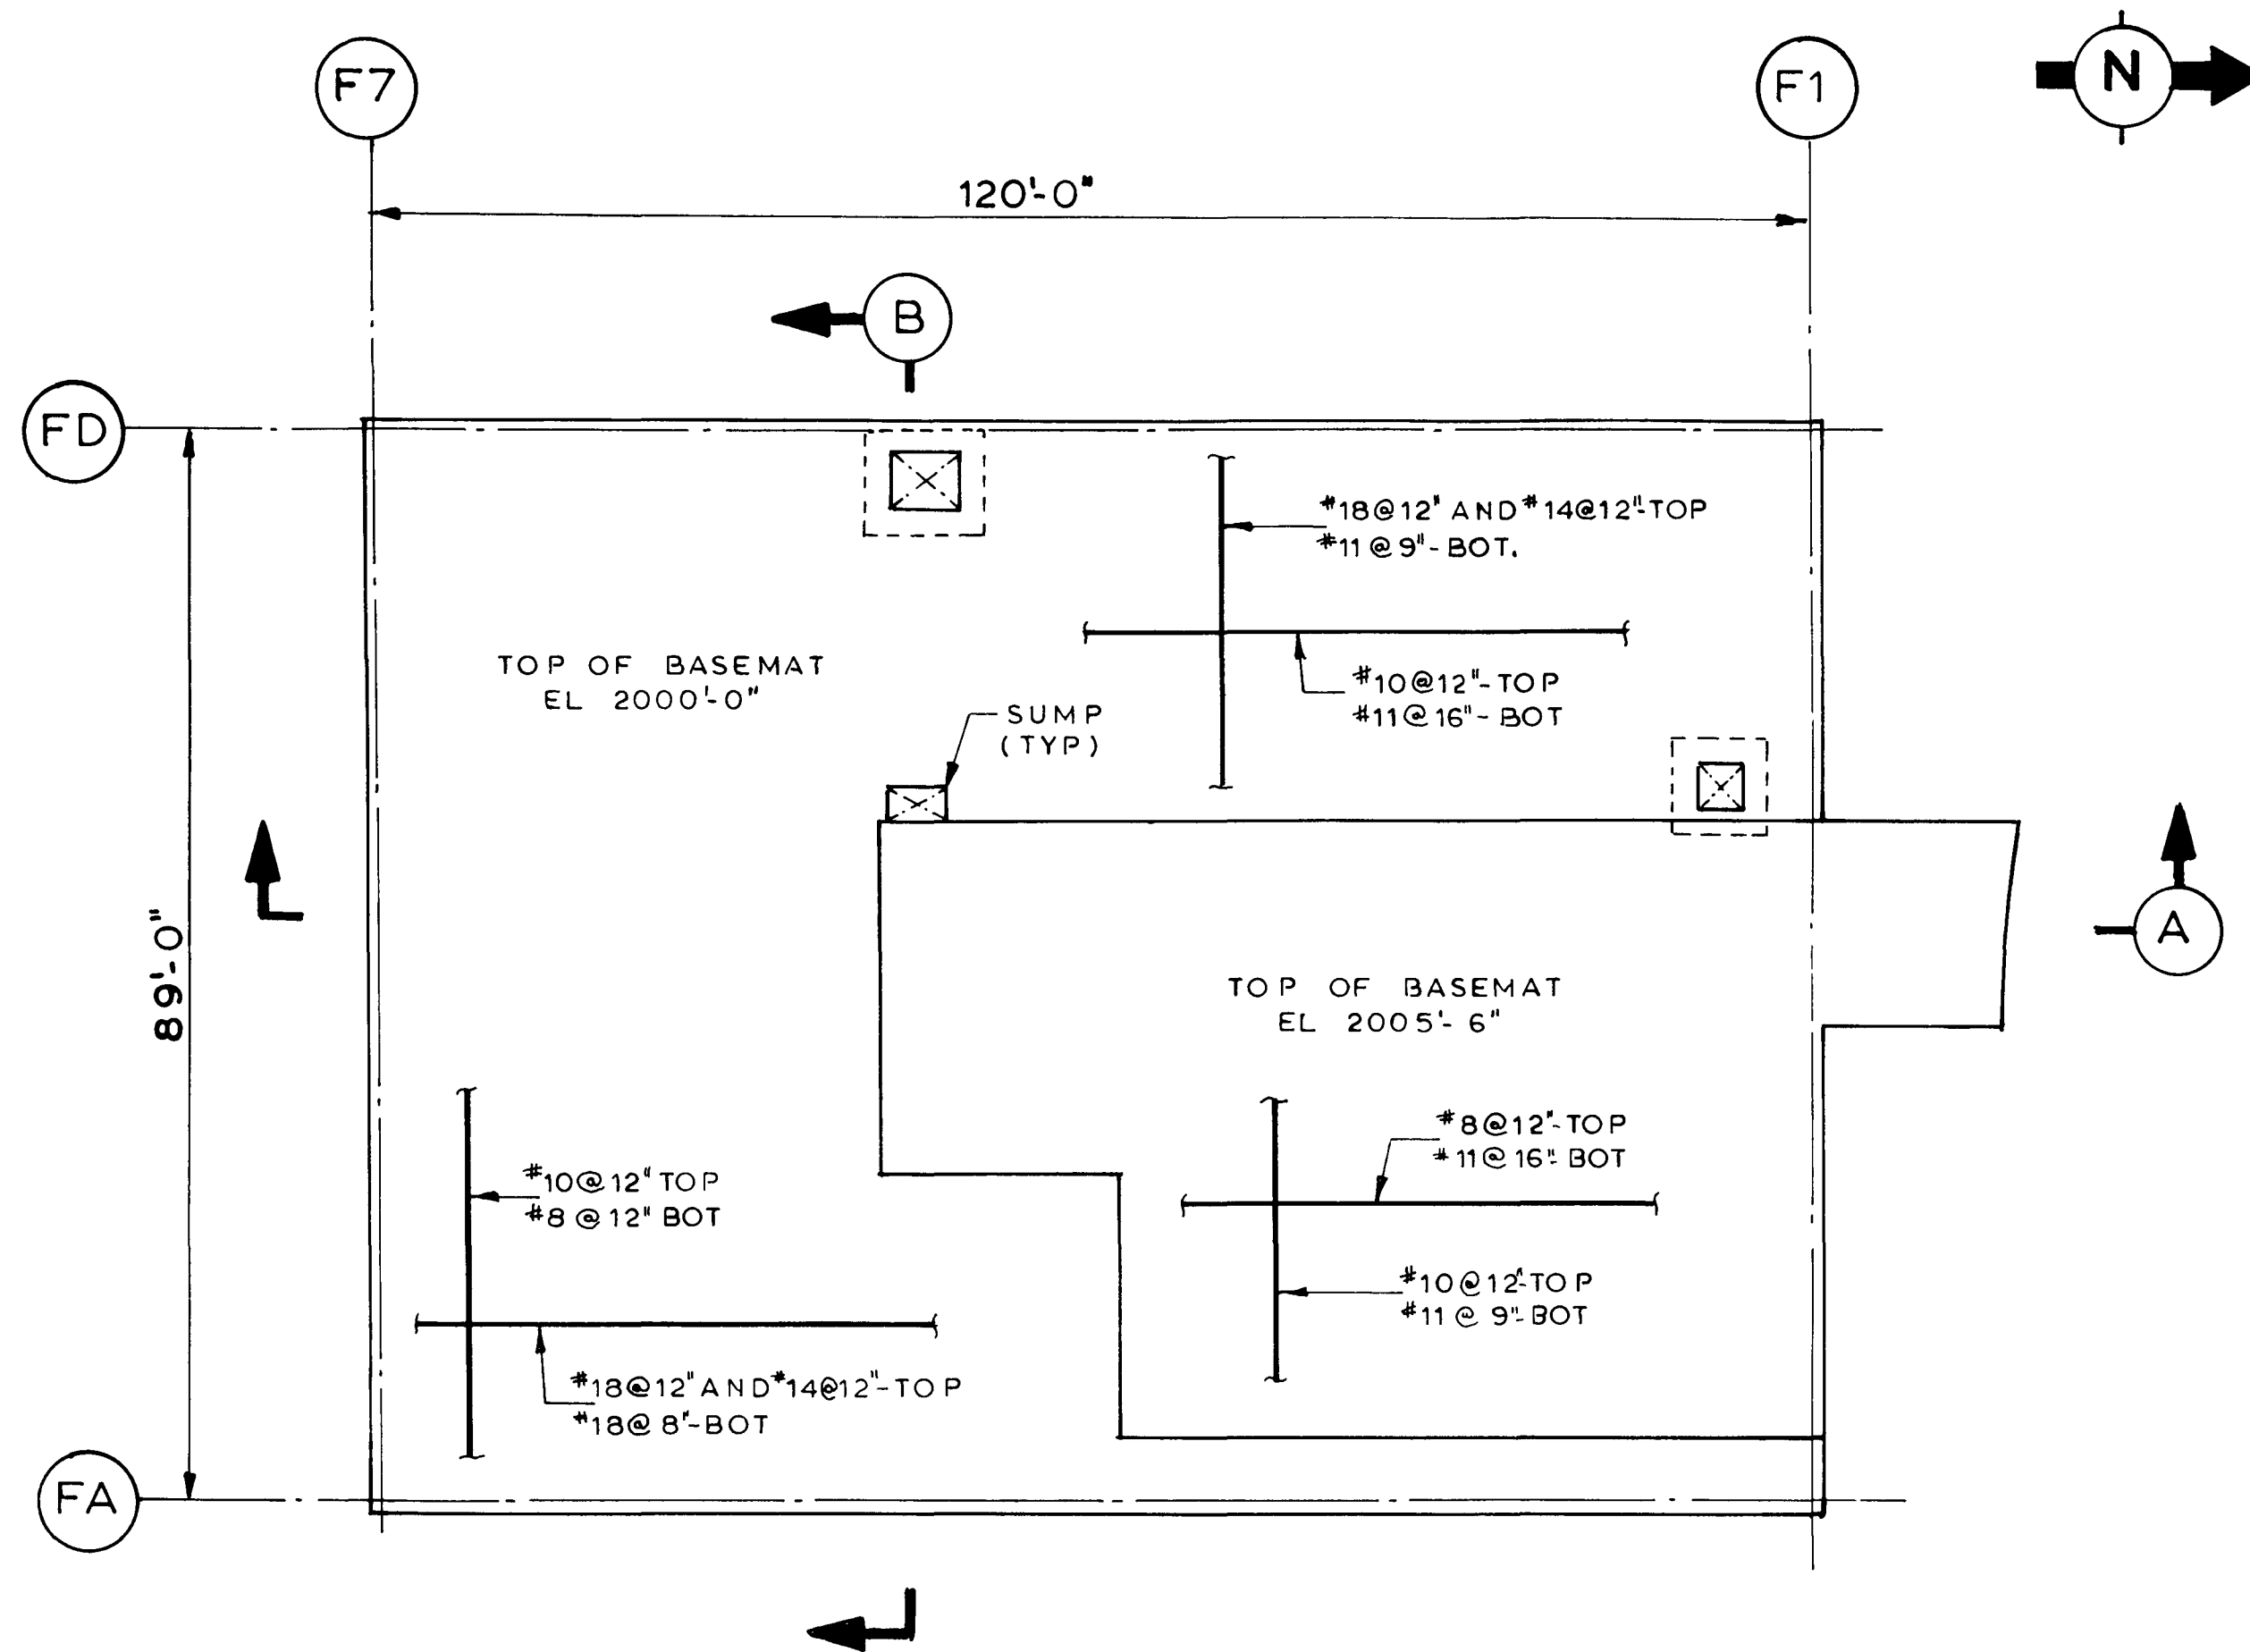 F7
F1
N
120'-0"
B
FD
#18@12" AND #14@12"-TOP
#11@9"-BOT.
TOP OF BASEMAT
EL 2000'-0"
#10@12"-TOP
#11@16"-BOT
SUMP
(TYP)
A
89'-0"
TOP OF BASEMAT
EL 2005'-6"
#8@12"-TOP
#11@16"-BOT
#10@12" TOP
#8@12" BOT
#10@12"-TOP
#11@9"-BOT
#18@12" AND #14@12"-TOP
#18@8"-BOT
FA